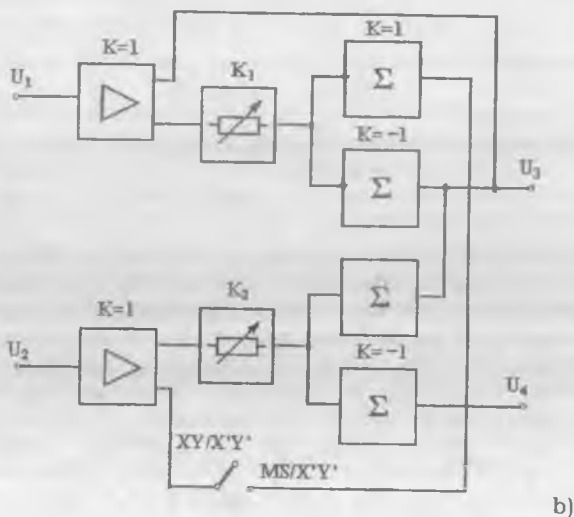 K=1
K=1
U₁
K₁
Σ
K=-1
Σ
U₃
K₂
Σ
K=1
U₂
K=-1
Σ
U₄
XY/X'Y'
MS/X'Y'
b)